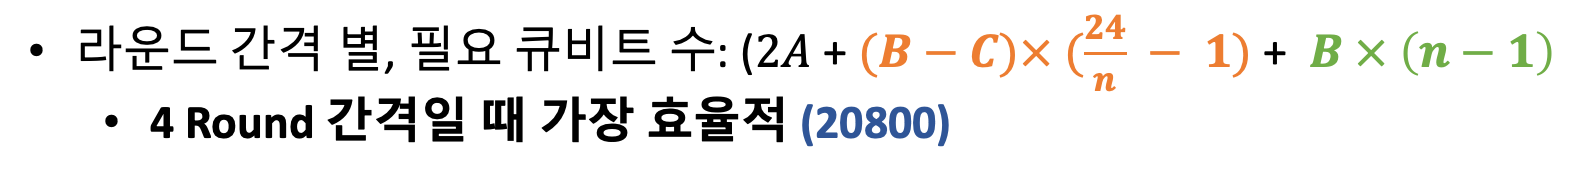 • 라운드 간격 별, 필요 큐비트 수: (2A + (B − C)× (24/n − 1) + B × (n − 1)
• 4 Round 간격일 때 가장 효율적 (20800)